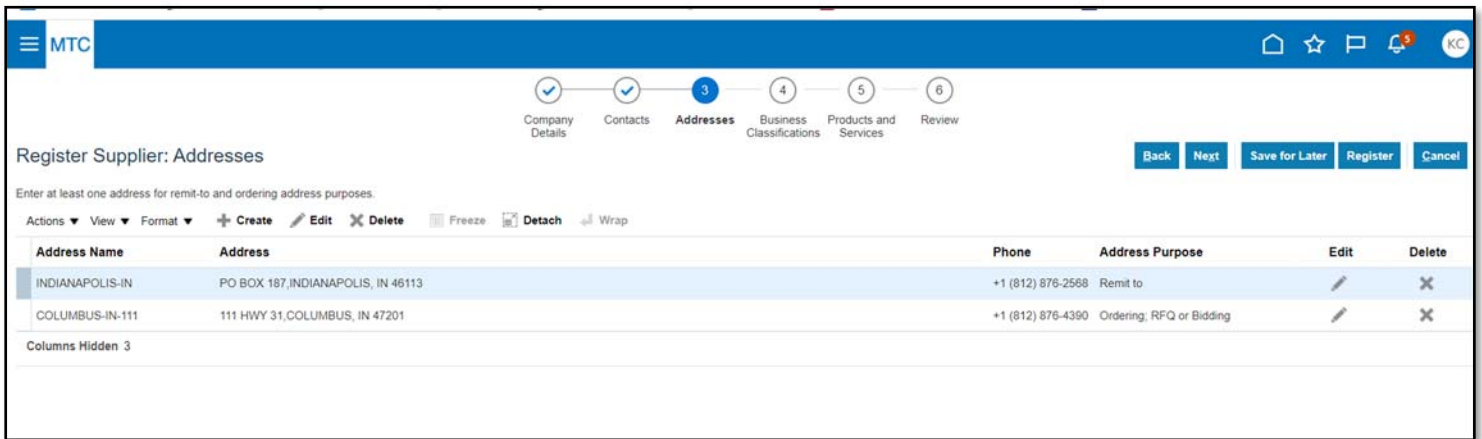 MTC
5
KC
3 4 5 6
Company Details Contacts Addresses Business Classifications Products and Services Review
Register Supplier: Addresses
Back Next Save for Later Register Cancel
Enter at least one address for remit-to and ordering address purposes.
Actions View Format Create Edit Delete Freeze Detach Wrap
Address Name Address Phone Address Purpose Edit Delete
INDIANAPOLIS-IN PO BOX 187,INDIANAPOLIS, IN 46113 +1 (812) 876-2568 Remit to
COLUMBUS-IN-111 111 HWY 31,COLUMBUS, IN 47201 +1 (812) 876-4390 Ordering; RFQ or Bidding
Columns Hidden 3